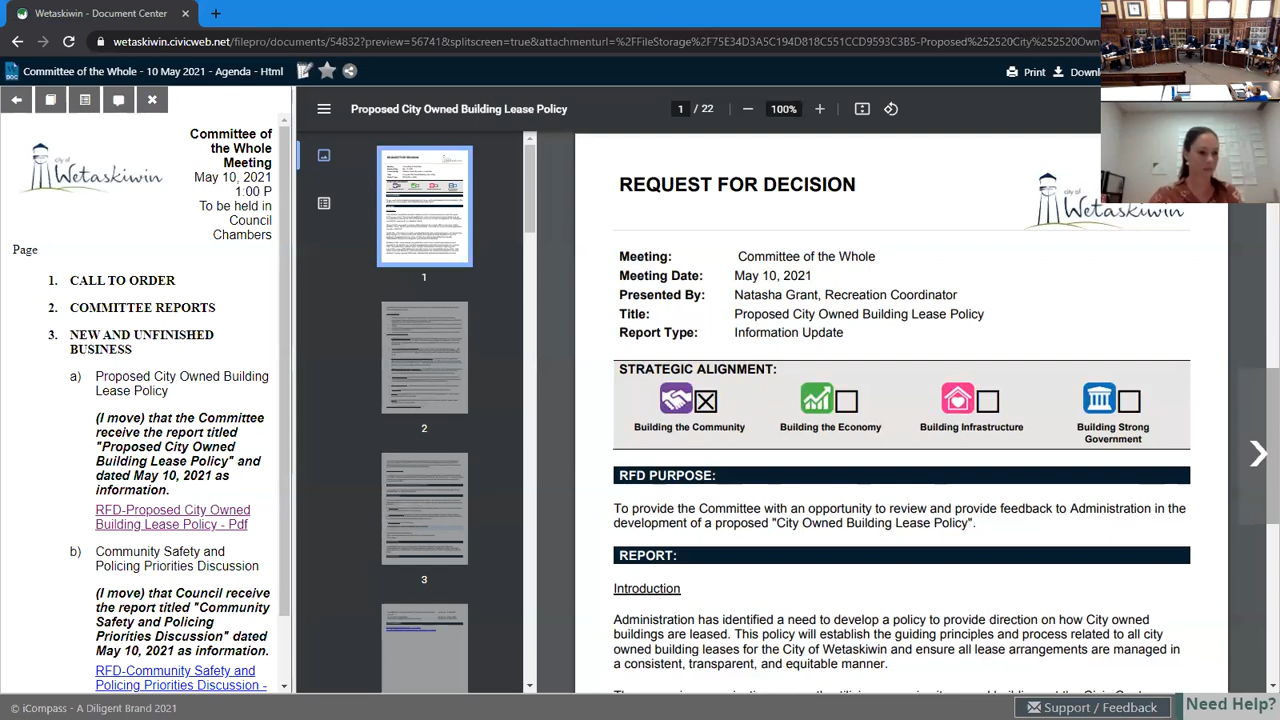 Wetaskiwin - Document Center
wetaskiwin.civicweb.net/filepro/documents/54832?preview=56743&splitscreen=true&
Committee of the Whole - 10 May 2021 - Agenda - Html
Print
Downl
Committee of
the Whole
Meeting
May 10, 2021
1:00 P
To be held in
Council
Chambers
city of
Wetaskiwin
Page
1. CALL TO ORDER
2. COMMITTEE REPORTS
3. NEW AND UNFINISHED
BUSINESS
a) Proposed City Owned Building
Lease Policy
(I move) that the Committee
receive the report titled
"Proposed City Owned
Building Lease Policy" and
dated May 10, 2021 as
information.
RFD-Proposed City Owned
Building Lease Policy - Pdf
b) Community Safety and
Policing Priorities Discussion
(I move) that Council receive
the report titled "Community
Safety and Policing
Priorities Discussion" dated
May 10, 2021 as information.
RFD-Community Safety and
Policing Priorities Discussion -
Proposed City Owned Building Lease Policy
1 / 22
100%
1
2
3
REQUEST FOR DECISION
city of
Wetaskiwin
Meeting: Committee of the Whole
Meeting Date: May 10, 2021
Presented By: Natasha Grant, Recreation Coordinator
Title: Proposed City Owned Building Lease Policy
Report Type: Information Update
STRATEGIC ALIGNMENT:
Building the Community
Building the Economy
Building Infrastructure
Building Strong
Government
RFD PURPOSE:
To provide the Committee with an opportunity to review and provide feedback to Administration in the
development of a proposed "City Owned Building Lease Policy".
REPORT:
Introduction
Administration has identified a need to develop a policy to provide direction on how City owned
buildings are leased. This policy will establish the guiding principles and process related to all city
owned building leases for the City of Wetaskiwin and ensure all lease arrangements are managed in
a consistent, transparent, and equitable manner.
© iCompass - A Diligent Brand 2021
Support / Feedback
Need Help?